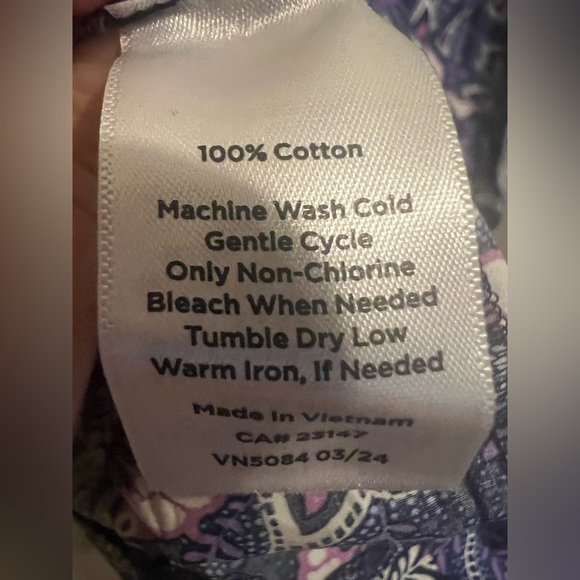 100% Cotton
Machine Wash Cold
Gentle Cycle
Only Non-Chlorine
Bleach When Needed
Tumble Dry Low
Warm Iron, If Needed
Made in Vietnam
CA# 23147
VN5084 03/24